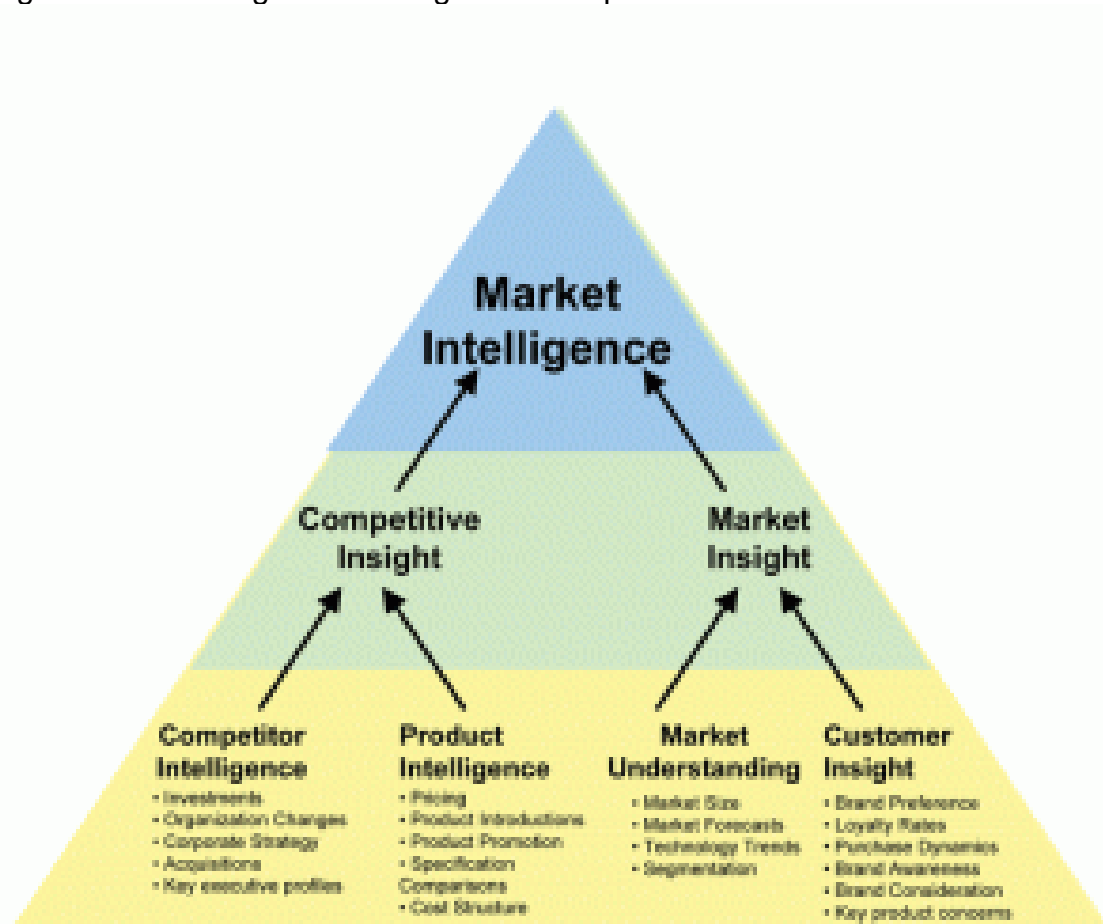 Market
Intelligence
Competitive
Insight
Market
Insight
Competitor
Intelligence
• Investments
• Organization Changes
• Corporate Strategy
• Acquisitions
• Key executive profiles
Product
Intelligence
• Pricing
• Product Introductions
• Product Promotion
• Specification
Comparisons
• Cost Structure
Market
Understanding
• Market Size
• Market Forecasts
• Technology Trends
• Segmentation
Customer
Insight
• Brand Preference
• Loyalty Rates
• Purchase Dynamics
• Brand Awareness
• Brand Consideration
• Key product concerns